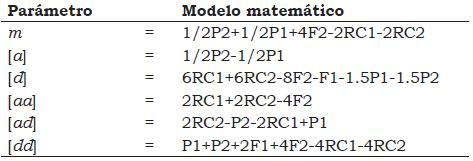 Parámetro Modelo matemático
m = 1/2P2+1/2P1+4F2-2RC1-2RC2
[a] = 1/2P2-1/2P1
[d] = 6RC1+6RC2-8F2-F1-1.5P1-1.5P2
[aa] = 2RC1+2RC2-4F2
[ad] = 2RC2-P2-2RC1+P1
[dd] = P1+P2+2F1+4F2-4RC1-4RC2